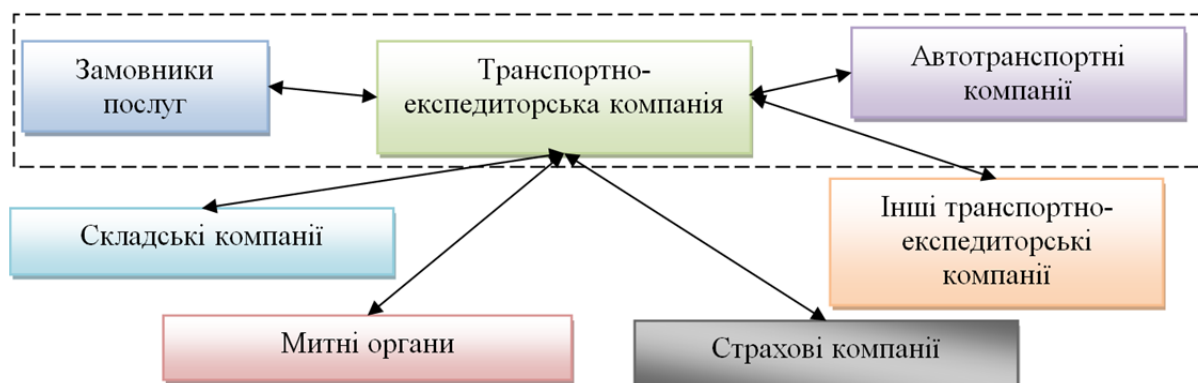 Замовники
послуг
Транспортно-
експедиторська компанія
Автотранспортні
компанії
Складські компанії
Інші транспортно-
експедиторські
компанії
Митні органи
Страхові компанії